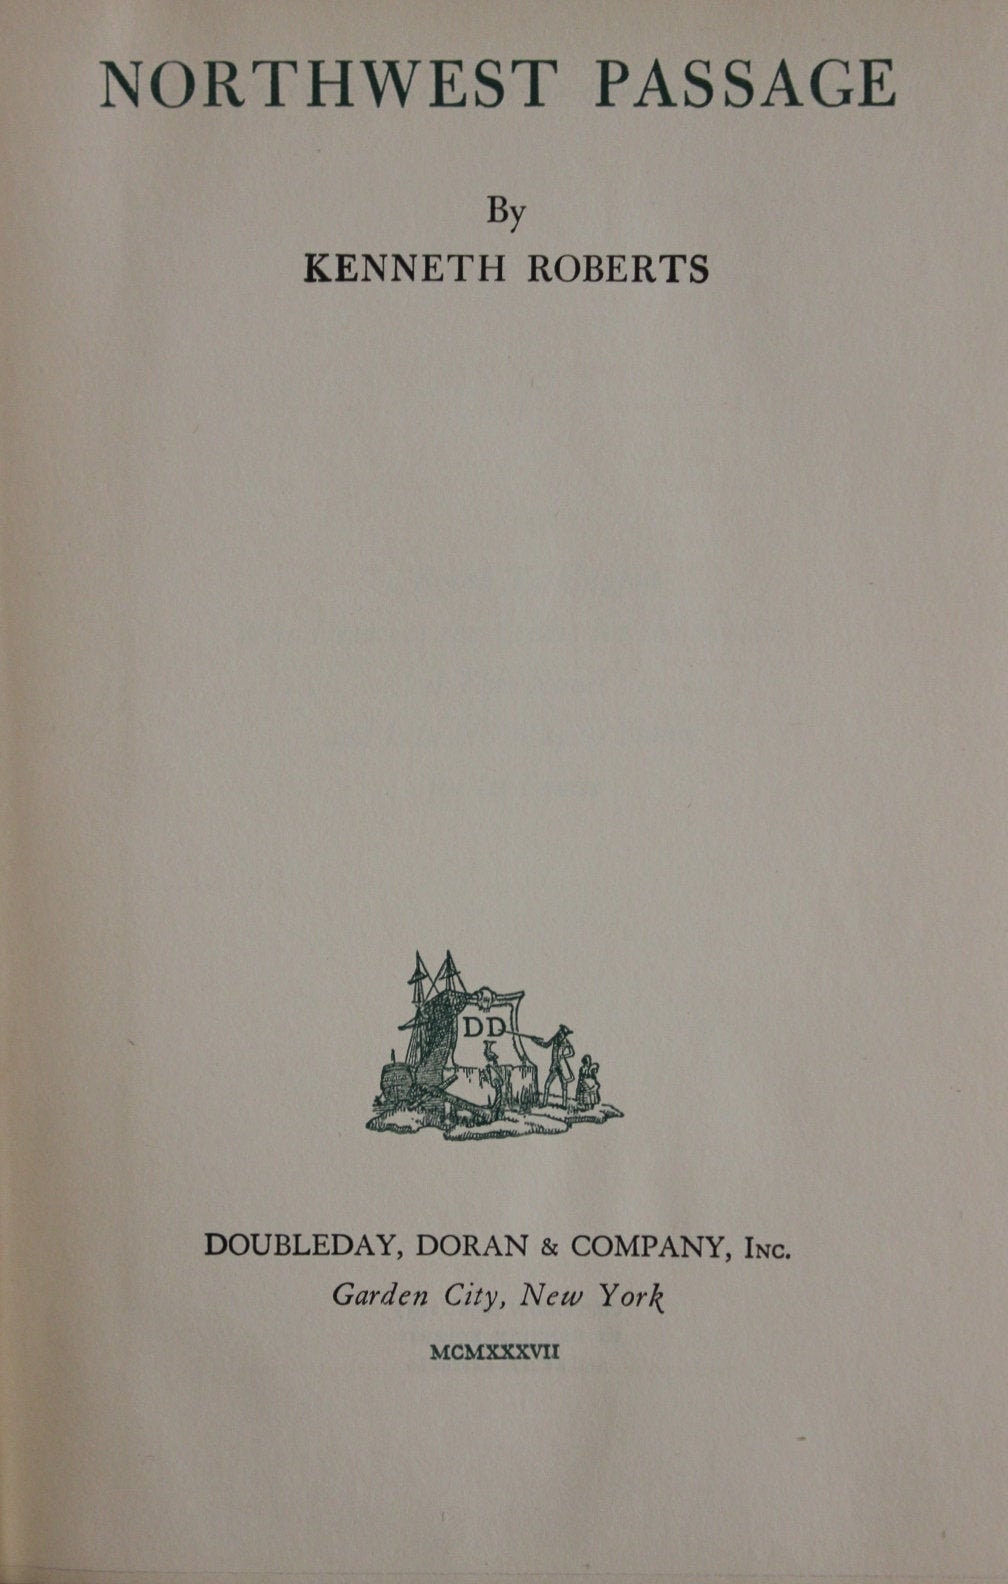 NORTHWEST PASSAGE
By
KENNETH ROBERTS
DD
DOUBLEDAY, DORAN & COMPANY, INC.
Garden City, New York
MCMXXXVII